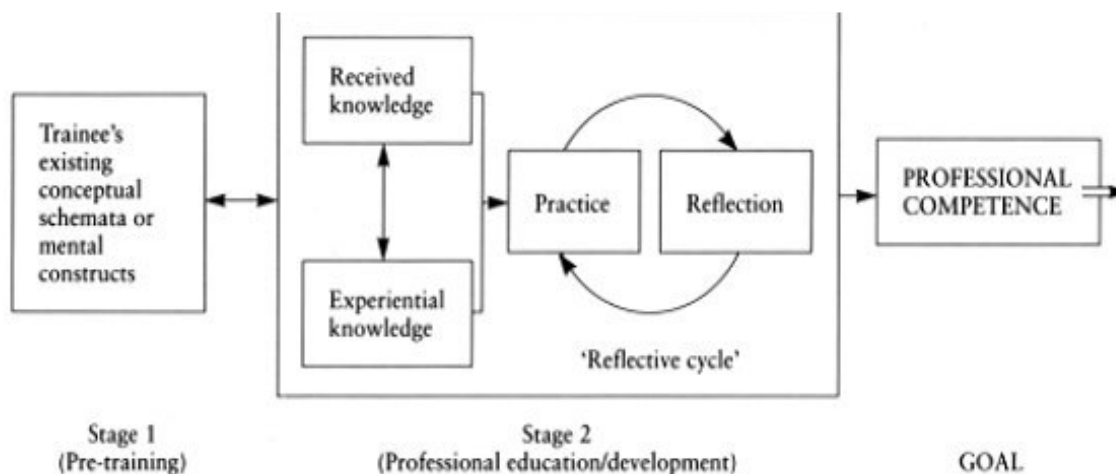 Trainee's
existing
conceptual
schemata or
mental
constructs
Received
knowledge
Experiential
knowledge
Practice
Reflection
'Reflective cycle'
PROFESSIONAL
COMPETENCE
Stage 1
(Pre-training)
Stage 2
(Professional education/development)
GOAL